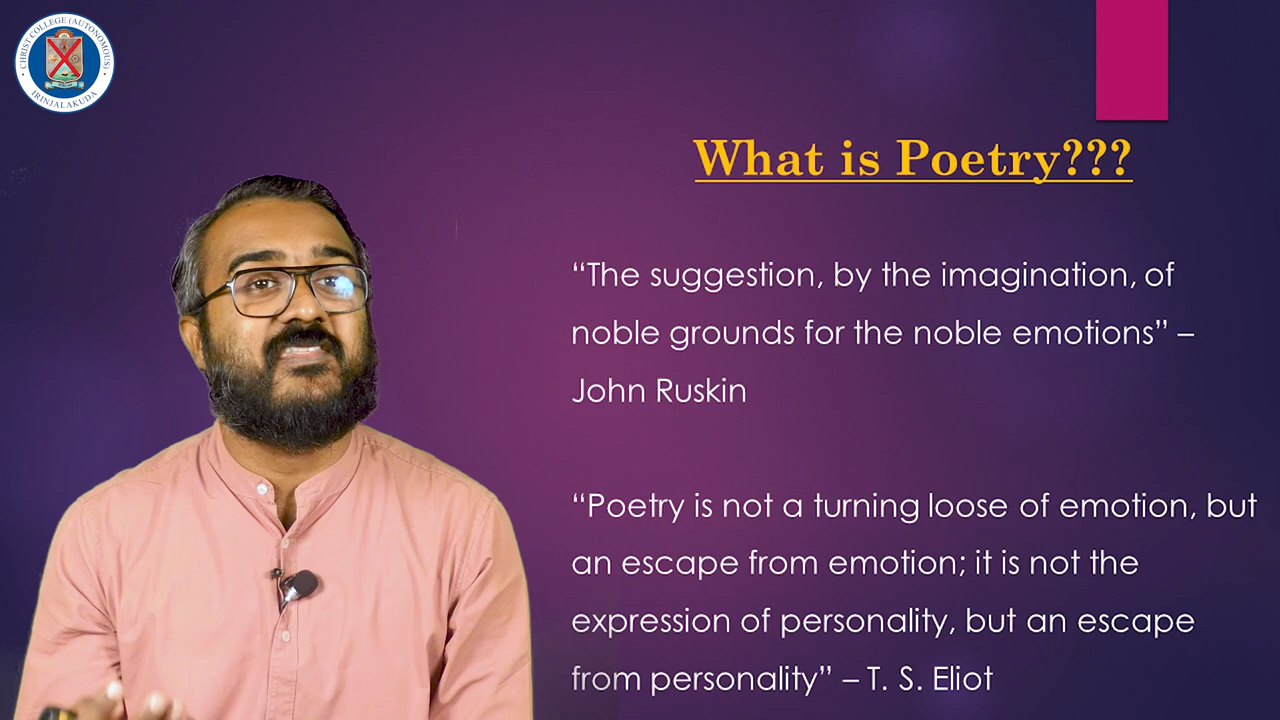 CHRIST COLLEGE (AUTONOMOUS)
IRINJALAKUDA
What is Poetry???
“The suggestion, by the imagination, of
noble grounds for the noble emotions” –
John Ruskin
“Poetry is not a turning loose of emotion, but
an escape from emotion; it is not the
expression of personality, but an escape
from personality” – T. S. Eliot